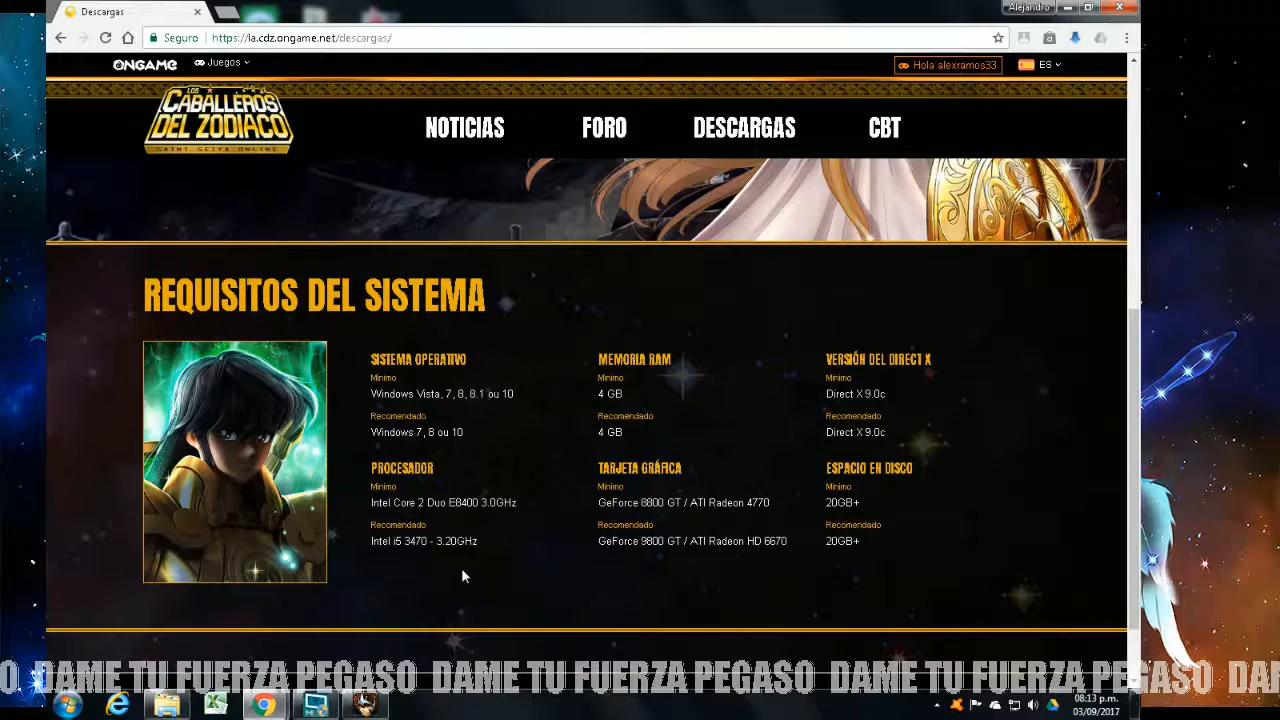 Descargas
Alejandro
Seguro https://la.cdz.ongame.net/descargas/
ONGAME Juegos Hola alexramos33 ES
LOS
CABALLEROS
DEL ZODIACO
SAINT SEIYA ONLINE
NOTICIAS FORO DESCARGAS CBT
REQUISITOS DEL SISTEMA
SISTEMA OPERATIVO
Mínimo
Windows Vista, 7, 8, 8.1 ou 10
Recomendado
Windows 7, 8 ou 10
MEMORIA RAM
Mínimo
4 GB
Recomendado
4 GB
VERSIÓN DEL DIRECT X
Mínimo
Direct X 9.0c
Recomendado
Direct X 9.0c
PROCESADOR
Mínimo
Intel Core 2 Duo E8400 3.0GHz
Recomendado
Intel i5 3470 - 3.20GHz
TARJETA GRÁFICA
Mínimo
GeForce 8800 GT / ATI Radeon 4770
Recomendado
GeForce 9800 GT / ATI Radeon HD 6670
ESPACIO EN DISCO
Mínimo
20GB+
Recomendado
20GB+
O DAME TU FUERZA PEGASO DAME TU FUERZA PEGASO DAME TU FUERZA PEGASO DA
08:13 p.m.
03/09/2017